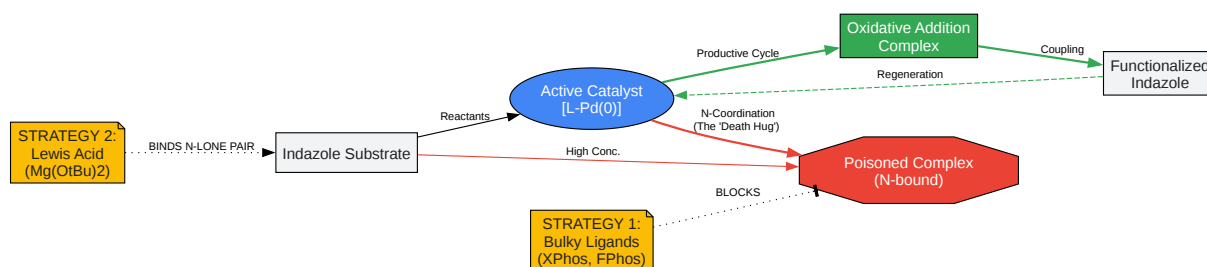 Oxidative Addition
Complex
Productive Cycle
Coupling
Functionalized
Indazole
Regeneration
Active Catalyst
[L-Pd(0)]
Reactants
N-Coordination
(The 'Death Hug')
STRATEGY 2:
Lewis Acid
(Mg(OtBu)2)
BINDS N-LONE PAIR
Indazole Substrate
High Conc.
Poisoned Complex
(N-bound)
BLOCKS
STRATEGY 1:
Bulky Ligands
(XPhos, FPhos)